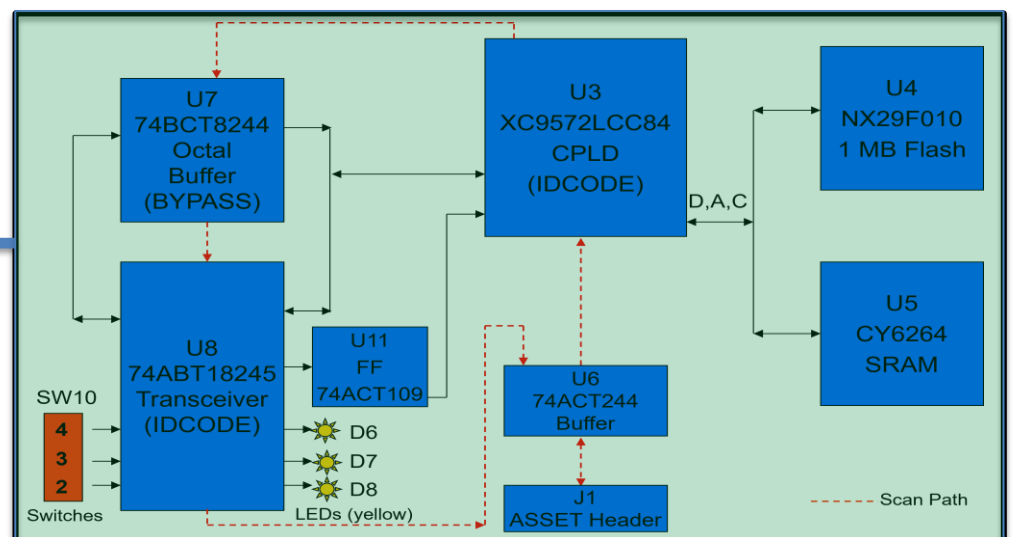 U7
74BCT8244
Octal
Buffer
(BYPASS)
U3
XC9572LCC84
CPLD
(IDCODE)
U4
NX29F010
1 MB Flash
D,A,C
U8
74ABT18245
Transceiver
(IDCODE)
U11
FF
74ACT109
U5
CY6264
SRAM
U6
74ACT244
Buffer
SW10
4
3
2
Switches
D6
D7
D8
LEDs (yellow)
J1
ASSET Header
Scan Path